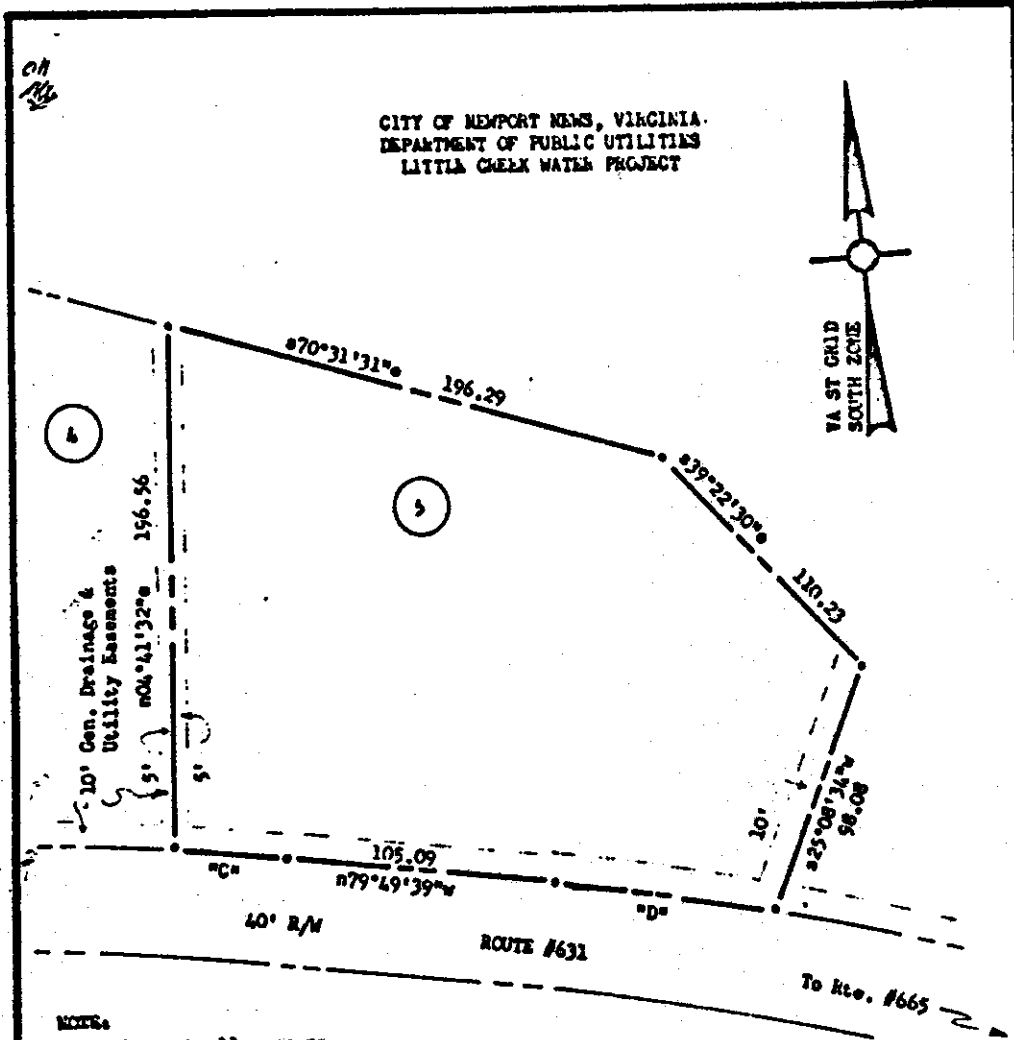 CITY OF NEWPORT NEWS, VIRGINIA.
DEPARTMENT OF PUBLIC UTILITIES
LITTLE CREEK WATER PROJECT
VA ST GRID
SOUTH ZONE
s70°31'31"e
196.29
4
5
s39°22'30"e
110.23
n04°41'32"e 196.56
10' Gen. Drainage &
Utility Easements
5'
5'
10'
s25°08'34"w
98.08
"C"
105.09
n79°49'39"w
"D"
40' R/W
ROUTE #631
To Rte. #665
NOTE: